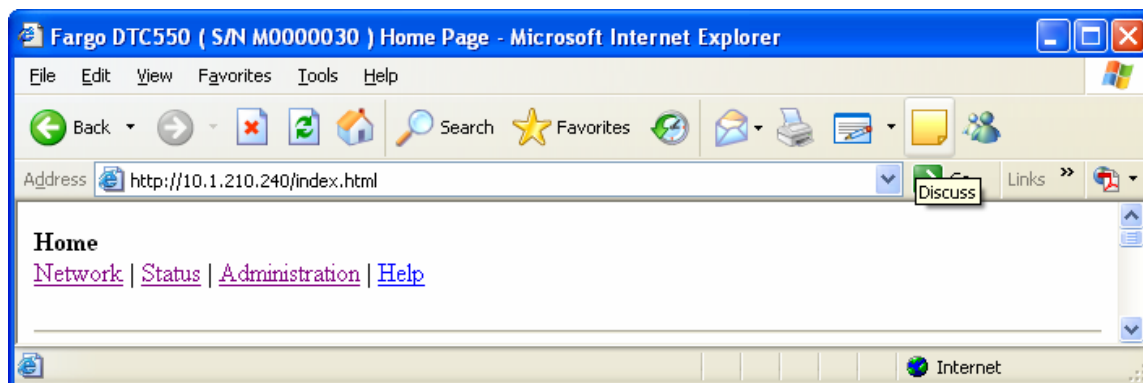 Fargo DTC550 ( S/N M0000030 ) Home Page - Microsoft Internet Explorer
File Edit View Favorites Tools Help
Back Search Favorites
Address http://10.1.210.240/index.html Links »
Discuss
Home
Network | Status | Administration | Help
Internet